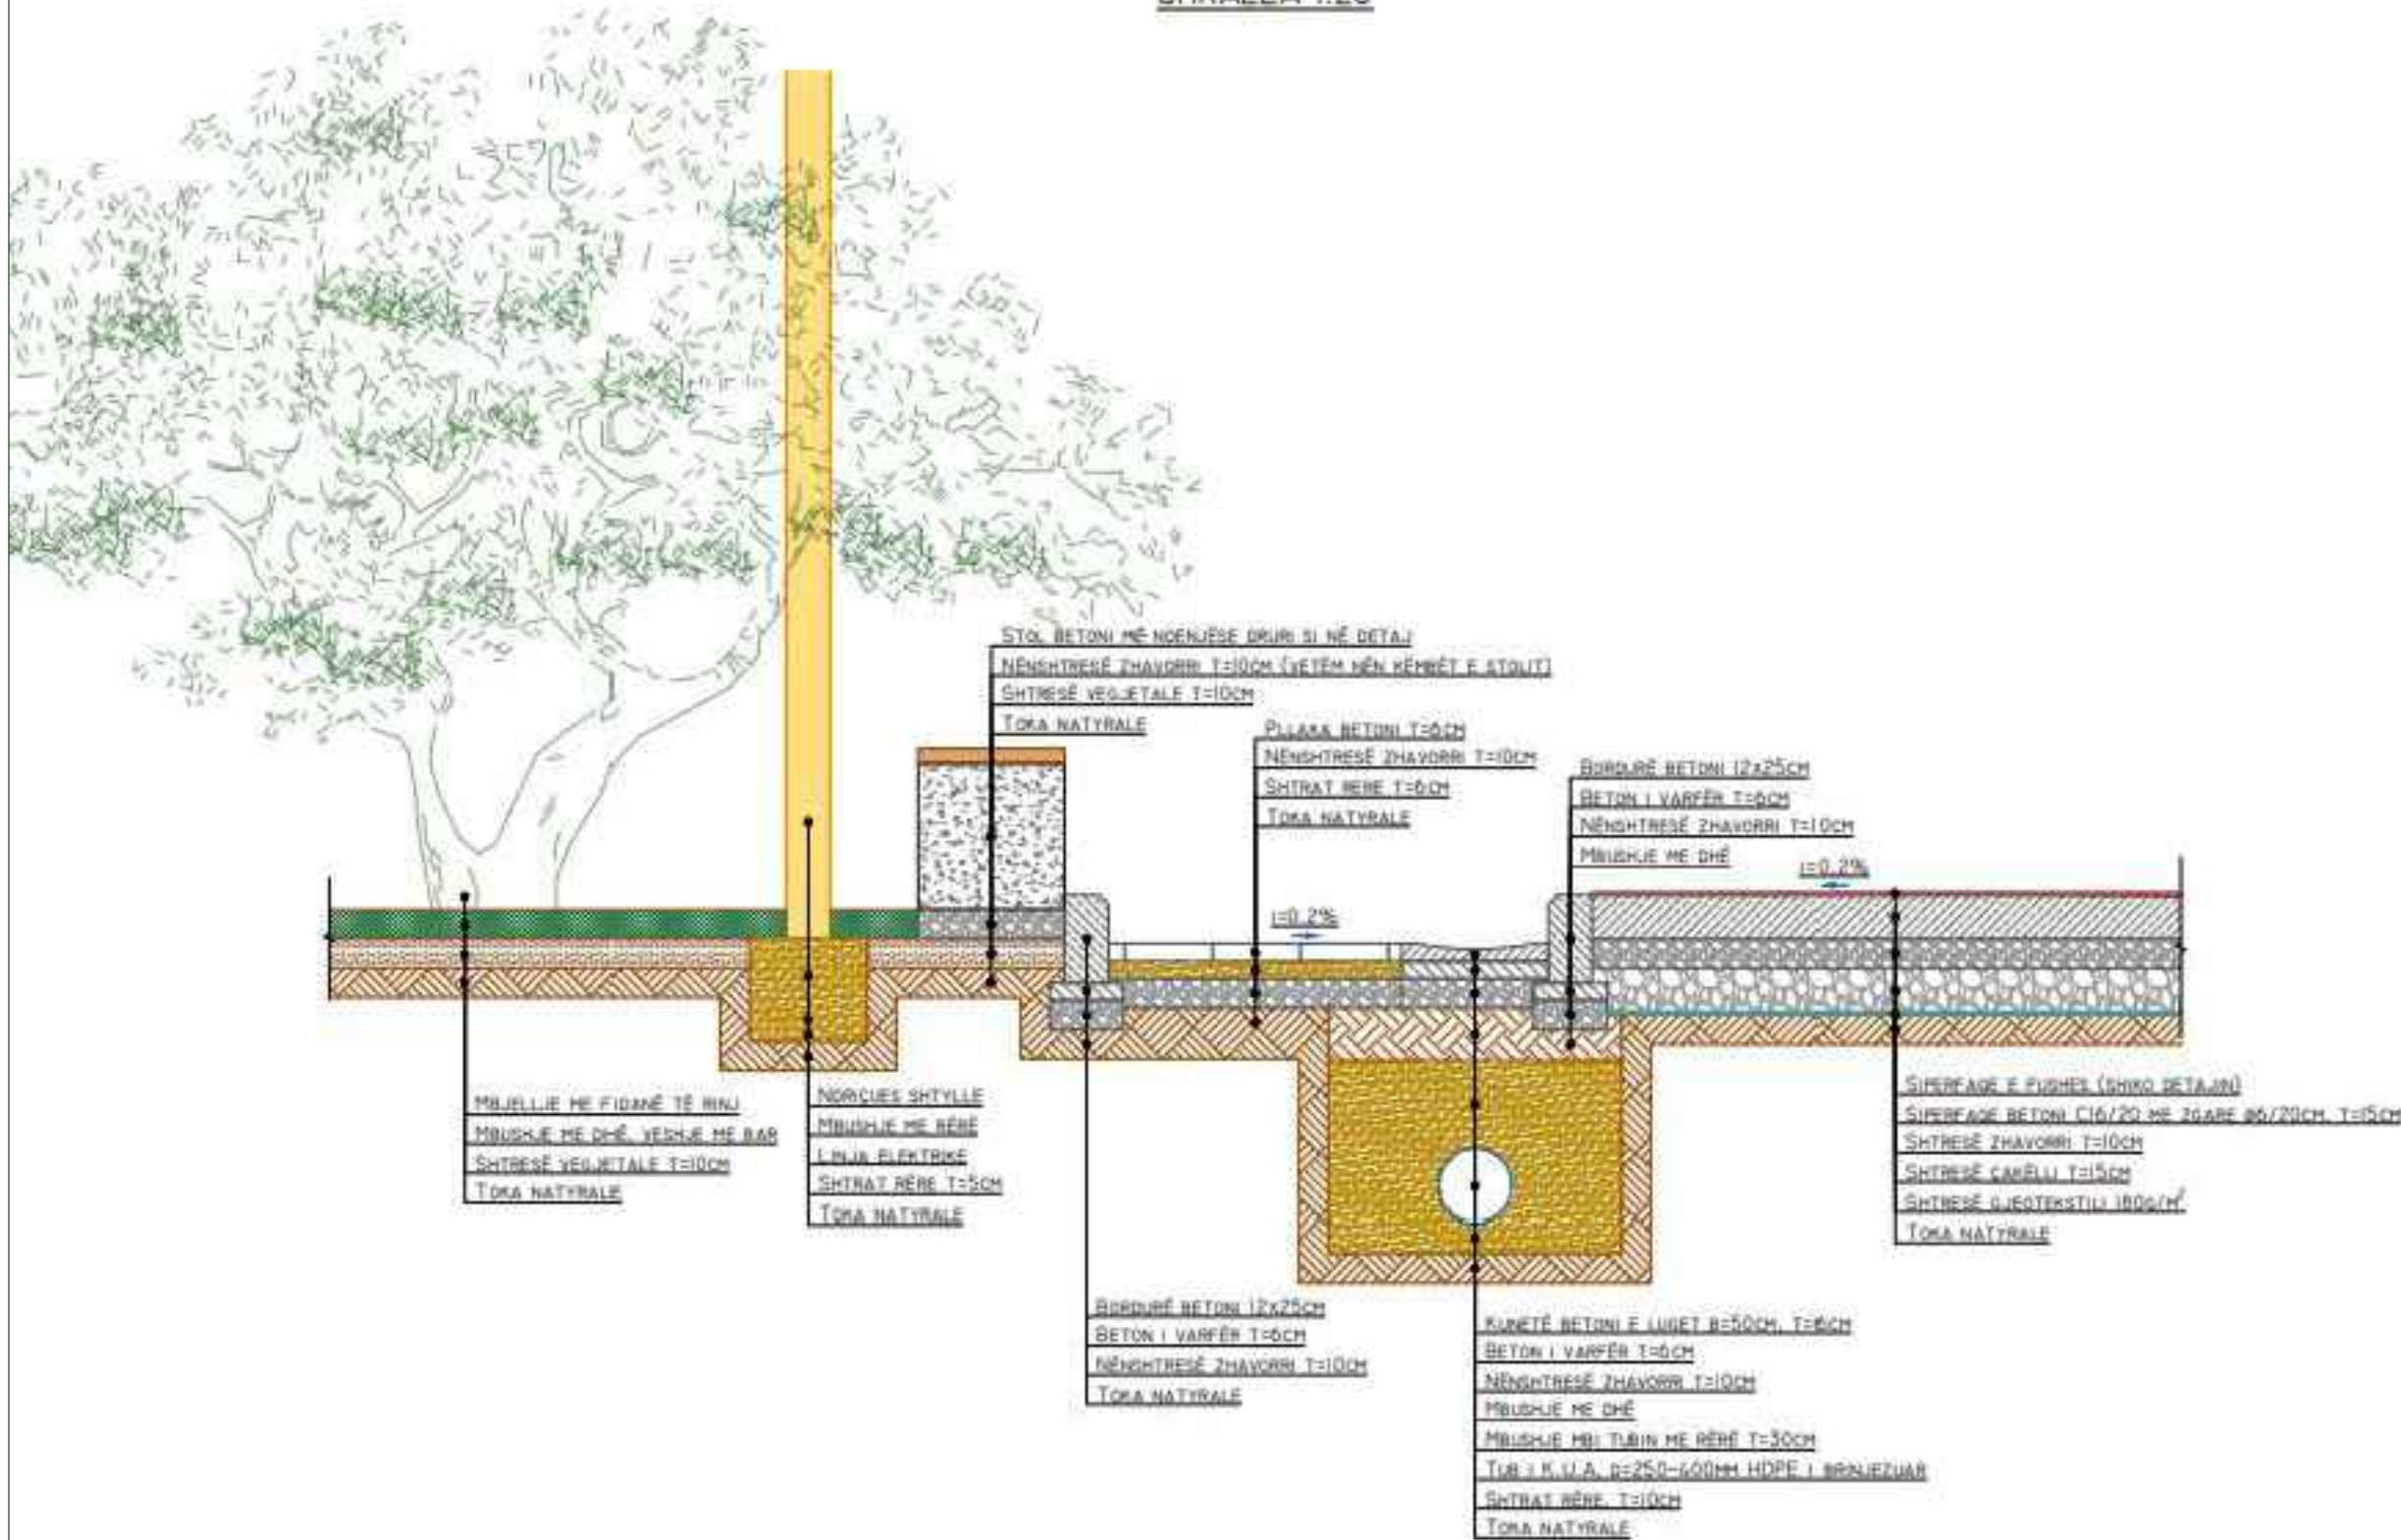 SHKALLA 1:20
STOL BETONI ME NDENJËSE DRURI SI NË DETAJ
NËNSHTRESË ZHAVORRI T=10CM (VETËM NËN KËMBËT E STOLIT)
SHTRESË VEGJETALE T=10CM
TOKA NATYRALE
PLLAKA BETONI T=6CM
NËNSHTRESË ZHAVORRI T=10CM
SHTRAT RËRE T=6CM
TOKA NATYRALE
BORDURË BETONI 12X25CM
BETON I VARFËR T=6CM
NËNSHTRESË ZHAVORRI T=10CM
MBUSHJE ME DHÉ
I=0.2%
I=0.2%
MBJELLJE ME FIDANË TË RINJ
MBUSHJE ME DHÉ, VESHJE ME BAR
SHTRESË VEGJETALE T=10CM
TOKA NATYRALE
NDRIÇUES SHTYLLE
MBUSHJE ME RËRË
LINJA ELEKTRIKE
SHTRAT RËRE T=5CM
TOKA NATYRALE
SIPERFAQE E FUSHES (SHIKO DETAJIN)
SIPERFAQE BETONI C16/20 ME ZGARE Ø6/20CM, T=15CM
SHTRESË ZHAVORRI T=10CM
SHTRESË ÇAKËLLI T=15CM
SHTRESË GJEOTEKSTILI 180G/M²
TOKA NATYRALE
BORDURË BETONI 12X25CM
BETON I VARFËR T=6CM
NËNSHTRESË ZHAVORRI T=10CM
TOKA NATYRALE
KUNETË BETONI E LUGET B=50CM, T=6CM
BETON I VARFËR T=6CM
NËNSHTRESË ZHAVORRI T=10CM
MBUSHJE ME DHÉ
MBUSHJE MBI TUBIN ME RËRË T=30CM
TUB I K.U.A. D=250-400MM HDPE I BRINJEZUAR
SHTRAT RËRE, T=10CM
TOKA NATYRALE